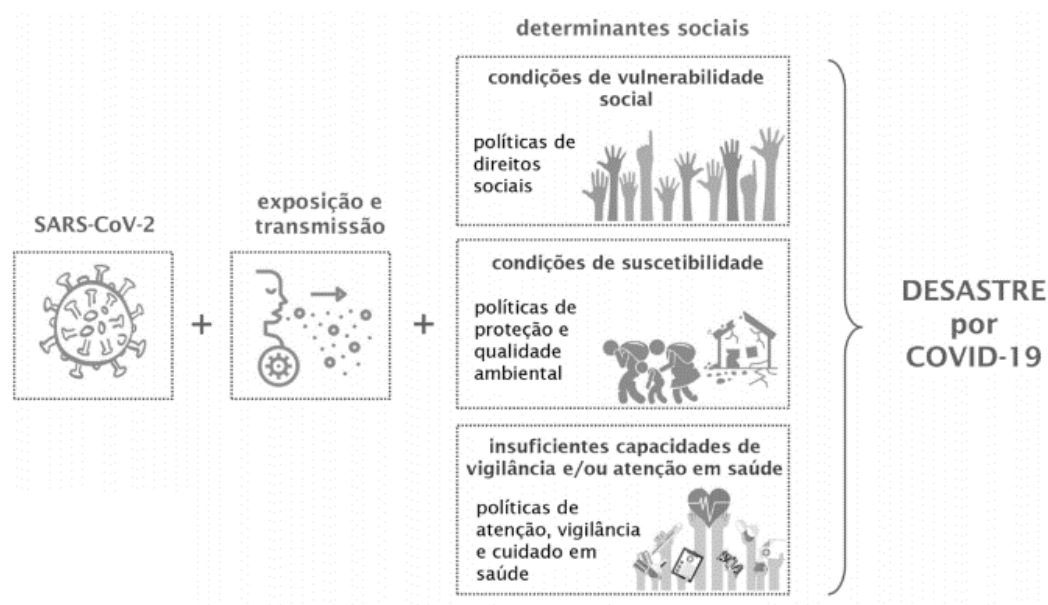 determinantes sociais
condições de vulnerabilidade
social
políticas de
direitos
sociais
SARS-CoV-2
exposição e
transmissão
condições de suscetibilidade
políticas de
proteção e
qualidade
ambiental
insuficientes capacidades de
vigilância e/ou atenção em saúde
políticas de
atenção, vigilância
e cuidado em
saúde
DESASTRE
por
COVID-19